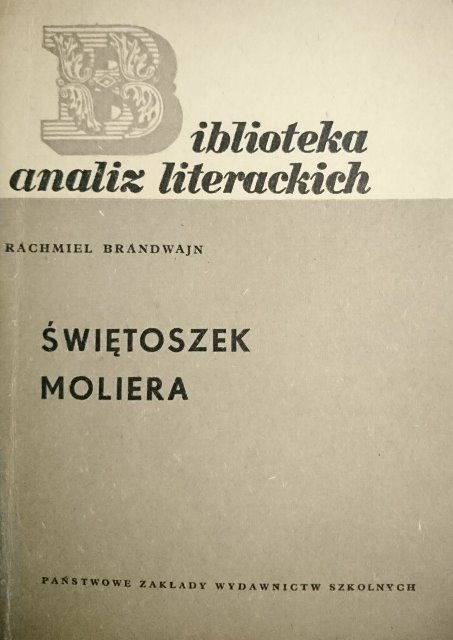 Biblioteka
analiz literackich
RACHMIEL BRANDWAJN
ŚWIĘTOSZEK
MOLIERA
PAŃSTWOWE ZAKŁADY WYDAWNICTW SZKOLNYCH